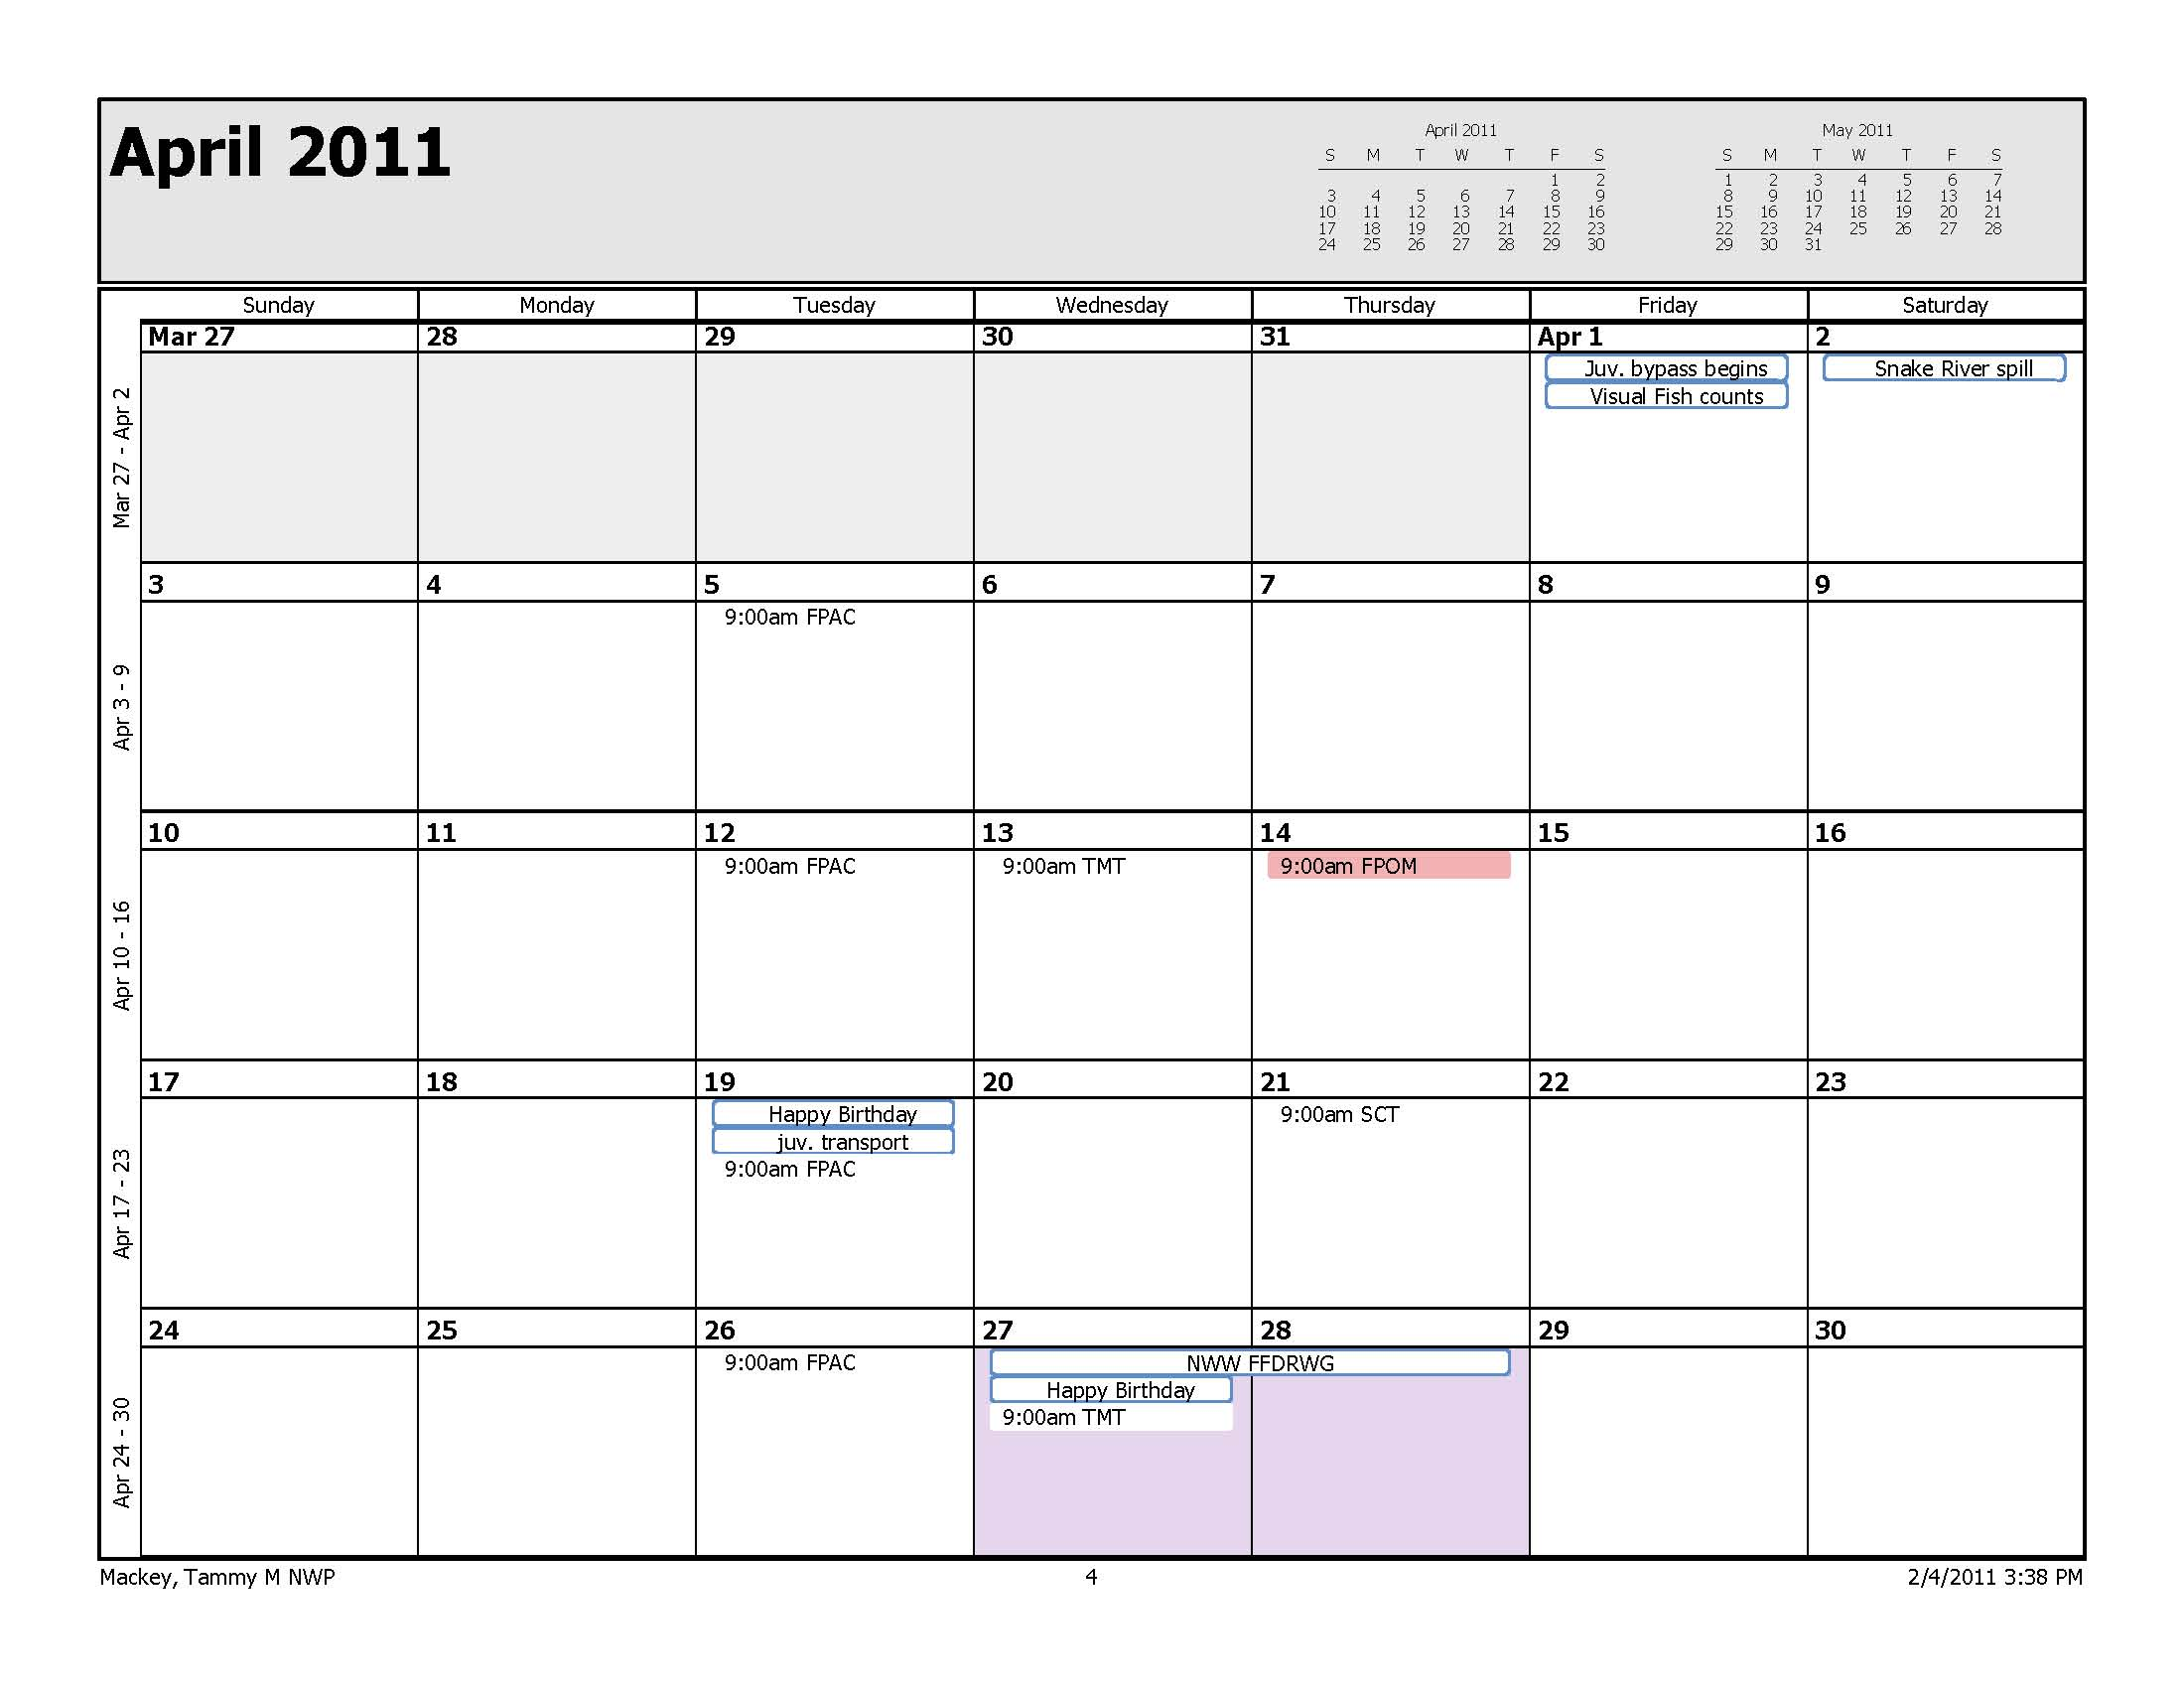 April 2011
April 2011
S M T W T F S
1 2
3 4 5 6 7 8 9
10 11 12 13 14 15 16
17 18 19 20 21 22 23
24 25 26 27 28 29 30
May 2011
S M T W T F S
1 2 3 4 5 6 7
8 9 10 11 12 13 14
15 16 17 18 19 20 21
22 23 24 25 26 27 28
29 30 31
Sunday Monday Tuesday Wednesday Thursday Friday Saturday
Mar 27 - Apr 2
Mar 27 28 29 30 31 Apr 1 2
Juv. bypass begins Snake River spill
Visual Fish counts
Apr 3 - 9
3 4 5 6 7 8 9
9:00am FPAC
Apr 10 - 16
10 11 12 13 14 15 16
9:00am FPAC 9:00am TMT 9:00am FPOM
Apr 17 - 23
17 18 19 20 21 22 23
Happy Birthday 9:00am SCT
juv. transport
9:00am FPAC
Apr 24 - 30
24 25 26 27 28 29 30
9:00am FPAC NWW FFDRWG
Happy Birthday
9:00am TMT
Mackey, Tammy M NWP 4 2/4/2011 3:38 PM